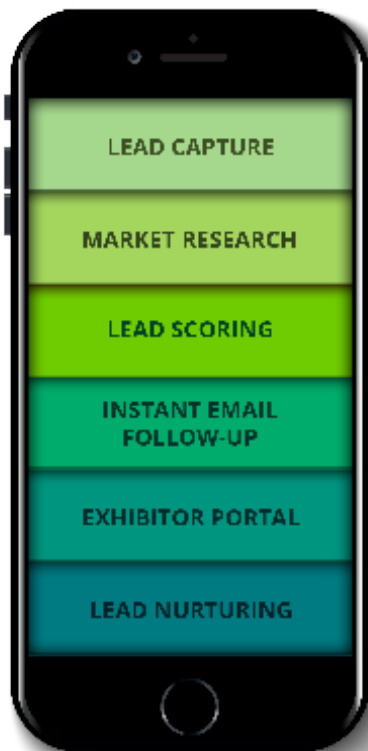 LEAD CAPTURE
MARKET RESEARCH
LEAD SCORING
INSTANT EMAIL
FOLLOW-UP
EXHIBITOR PORTAL
LEAD NURTURING